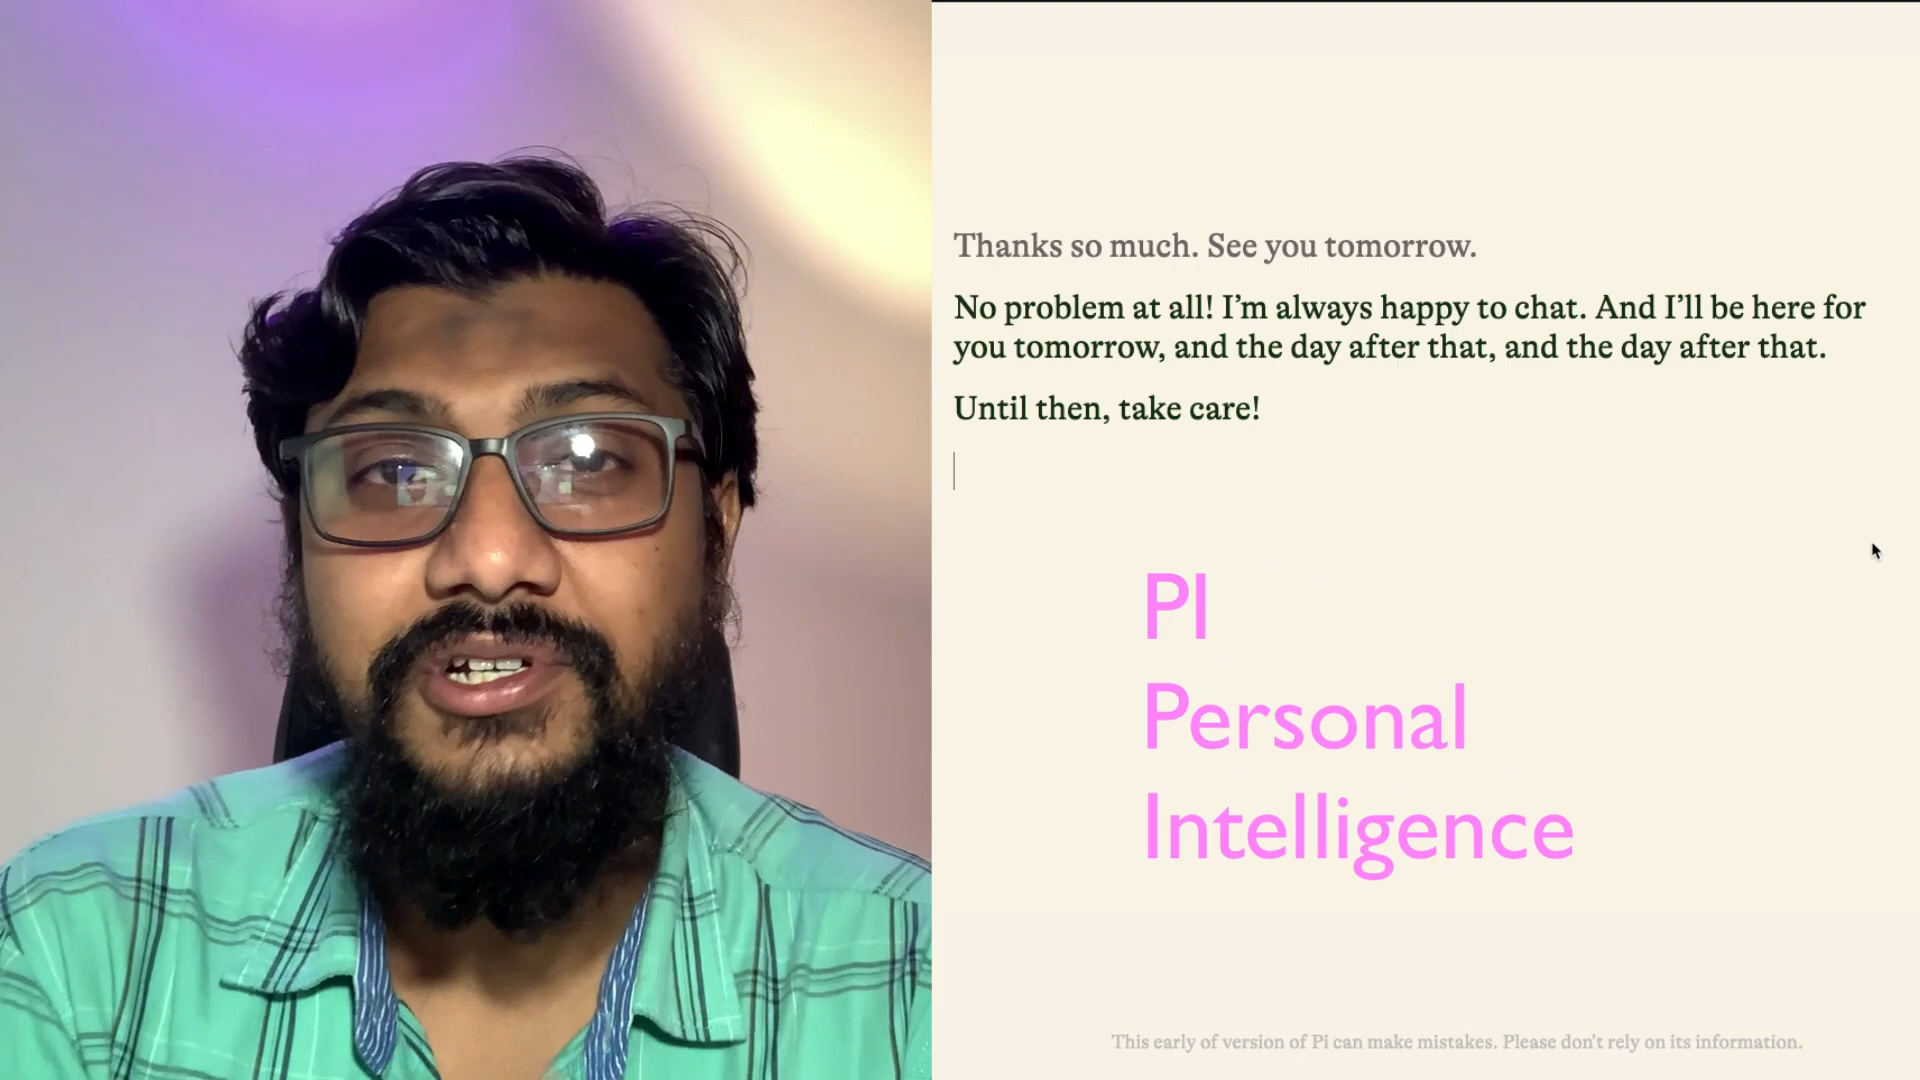 Thanks so much. See you tomorrow.
No problem at all! I’m always happy to chat. And I’ll be here for
you tomorrow, and the day after that, and the day after that.
Until then, take care!
PI
Personal
Intelligence
This early of version of Pi can make mistakes. Please don’t rely on its information.